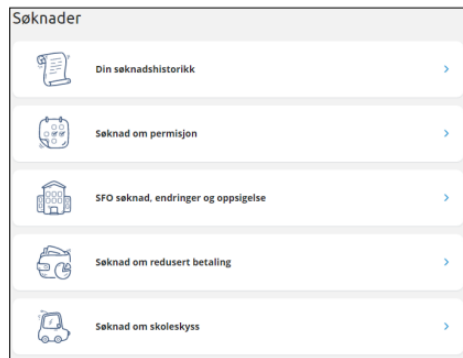 Søknader
Din søknadshistorikk
Søknad om permisjon
SFO søknad, endringer og oppsigelse
Søknad om redusert betaling
Søknad om skoleskyss